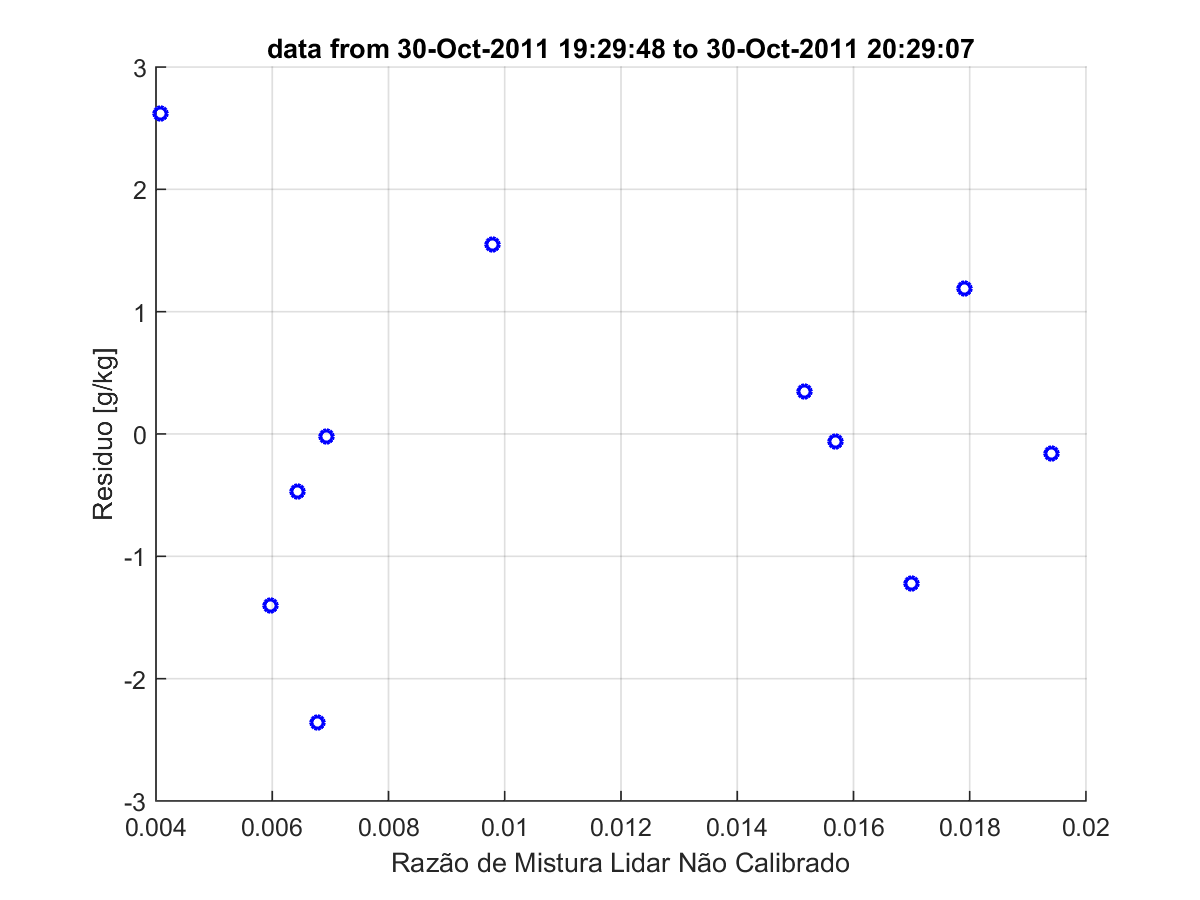 data from 30-Oct-2011 19:29:48 to 30-Oct-2011 20:29:07
3
2
1
0
-1
-2
-3
Residuo [g/kg]
0.004 0.006 0.008 0.01 0.012 0.014 0.016 0.018 0.02
Razão de Mistura Lidar Não Calibrado